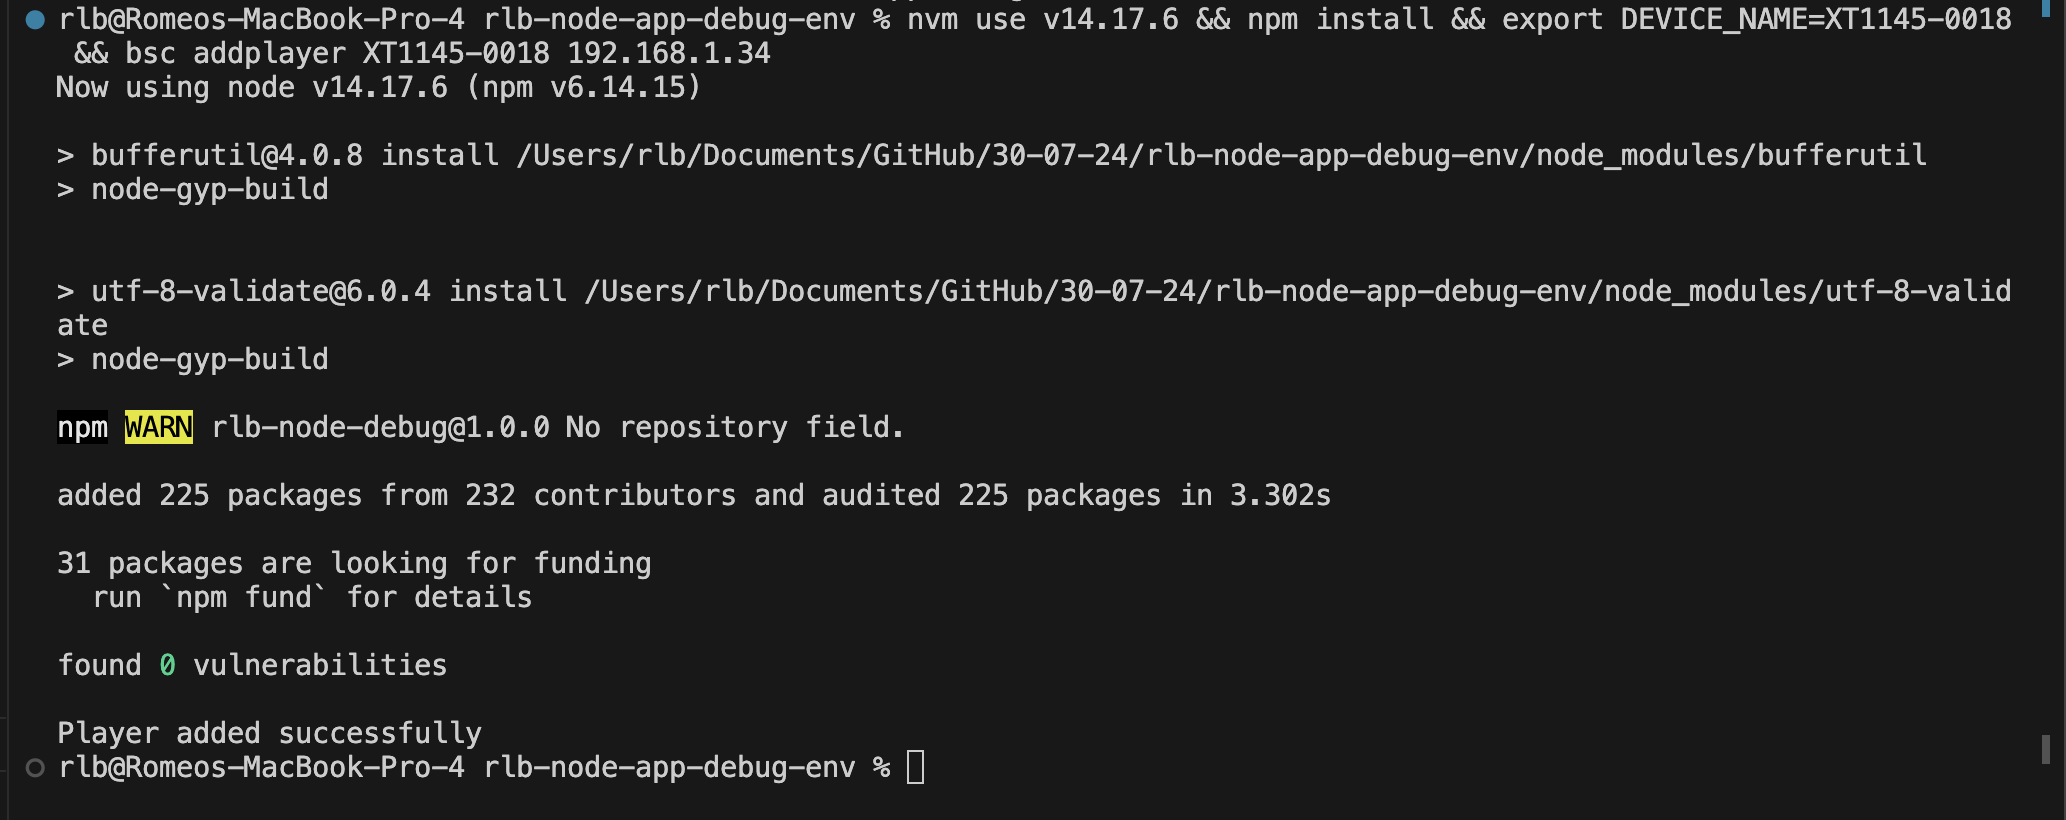 rlb@Romeos-MacBook-Pro-4 rlb-node-app-debug-env % nvm use v14.17.6 && npm install && export DEVICE_NAME=XT1145-0018
&& bsc addplayer XT1145-0018 192.168.1.34
Now using node v14.17.6 (npm v6.14.15)
> bufferutil@4.0.8 install /Users/rlb/Documents/GitHub/30-07-24/rlb-node-app-debug-env/node_modules/bufferutil
> node-gyp-build
> utf-8-validate@6.0.4 install /Users/rlb/Documents/GitHub/30-07-24/rlb-node-app-debug-env/node_modules/utf-8-valid
ate
> node-gyp-build
npm WARN rlb-node-debug@1.0.0 No repository field.
added 225 packages from 232 contributors and audited 225 packages in 3.302s
31 packages are looking for funding
run `npm fund` for details
found 0 vulnerabilities
Player added successfully
rlb@Romeos-MacBook-Pro-4 rlb-node-app-debug-env %